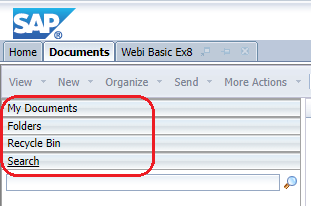 SAP
Home Documents Webi Basic Ex8
View New Organize Send More Actions
My Documents
Folders
Recycle Bin
Search